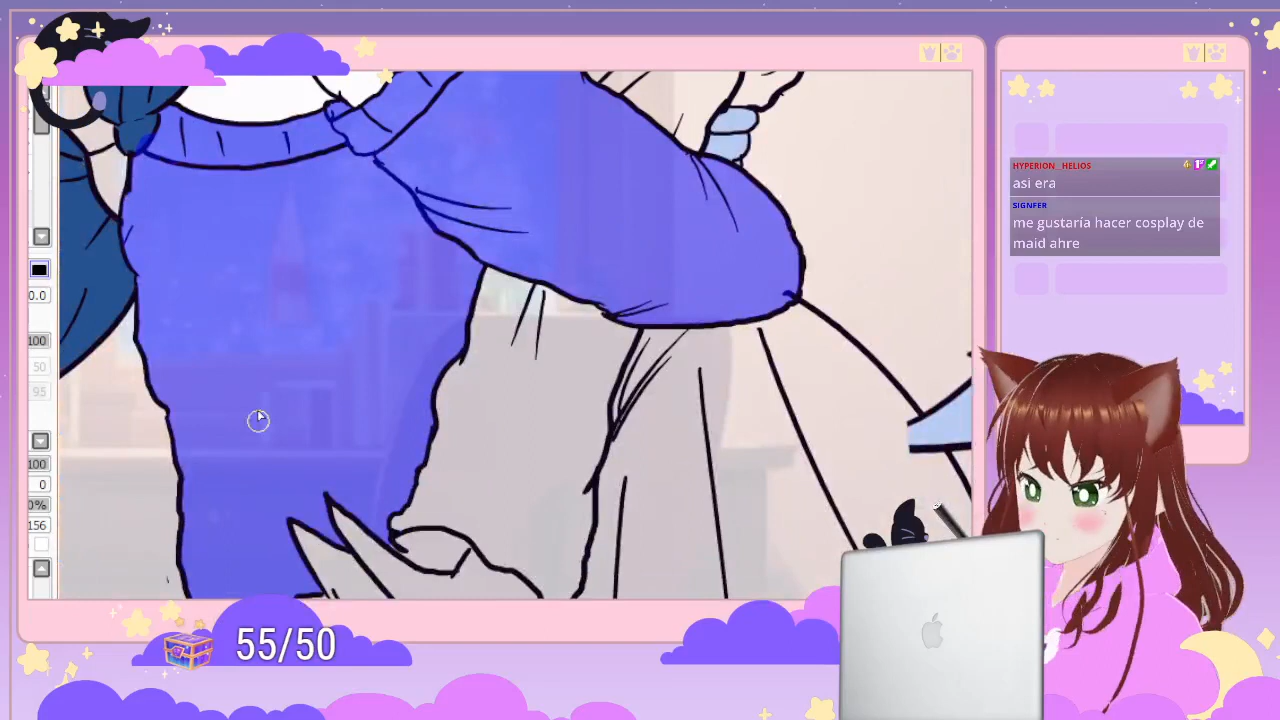 HYPERION_HELIOS
asi era
SIGNFER
me gustaría hacer cosplay de
maid ahre
0.0
100
50
95
100
0
0%
156
55/50